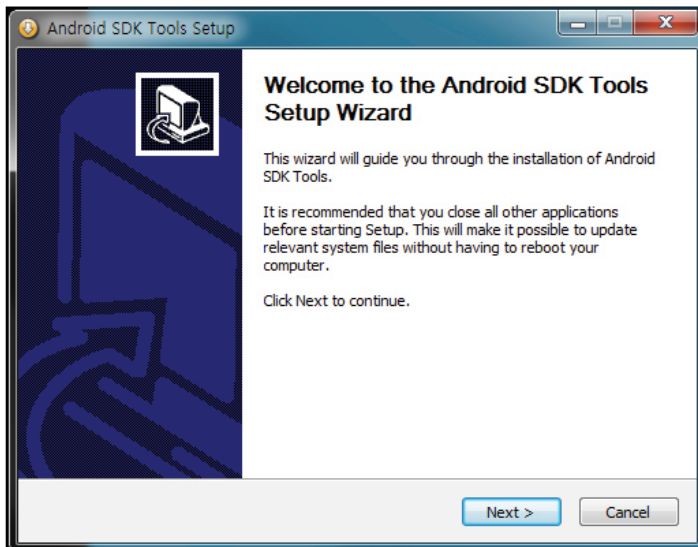 Android SDK Tools Setup
Welcome to the Android SDK Tools
Setup Wizard
This wizard will guide you through the installation of Android
SDK Tools.
It is recommended that you close all other applications
before starting Setup. This will make it possible to update
relevant system files without having to reboot your
computer.
Click Next to continue.
Next >
Cancel